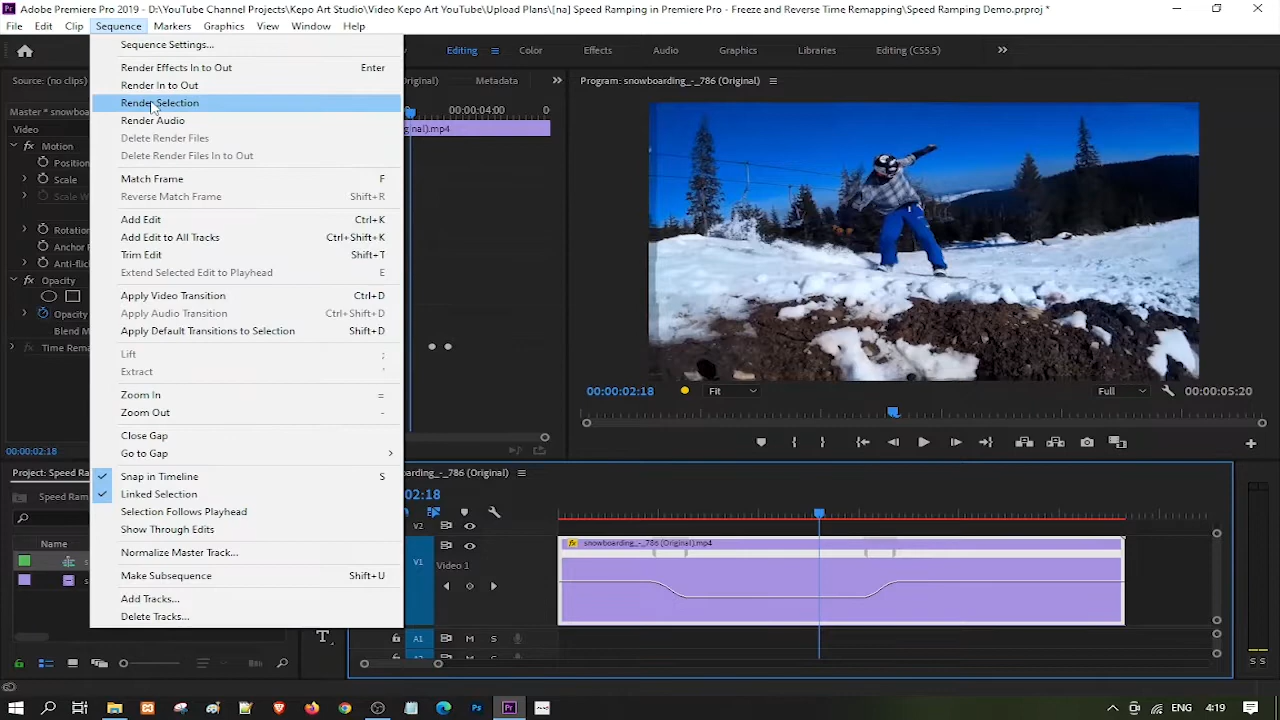 Adobe Premiere Pro 2019 - E:\YouTube Channel Projects\Kepo Art Studio\Video Kepo Art YouTube\Upload Plans\[na] Speed Ramping in Premiere Pro - Freeze and Reverse Time Remapping\Speed Ramping Demo.prproj *
File Edit Clip Sequence Markers Graphics View Window Help
Editing Color Effects Audio Graphics Libraries Editing (CS5.5)
Sequence Settings...
Render Effects In to Out Enter
Render In to Out
Render Selection
Render Audio
Delete Render Files
Delete Render Files In to Out
Match Frame F
Reverse Match Frame Shift+R
Add Edit Ctrl+K
Add Edit to All Tracks Ctrl+Shift+K
Trim Edit Shift+T
Extend Selected Edit to Playhead E
Apply Video Transition Ctrl+D
Apply Audio Transition Ctrl+Shift+D
Apply Default Transitions to Selection Shift+D
Lift ;
Extract '
Zoom In =
Zoom Out -
Close Gap
Go to Gap
Snap in Timeline S
Linked Selection
Selection Follows Playhead
Show Through Edits
Normalize Master Track...
Make Subsequence Shift+U
Add Tracks...
Delete Tracks...
Source: (no clips)
ginal)
Metadata
Master * snowboa
Video
Motion
Positio
Scale
Scale W
Rotatio
Anchor
Anti-flic
Opacity
Opacity
Blend M
Time Rema
00:00:02:18
00:00:04:00 0
ginal).mp4
Program: snowboarding_-_786 (Original)
00:00:02:18 Fit Full 00:00:05:20
Project: Speed Ra
Speed Ram
Name
s
s
oarding_-_786 (Original)
02:18
V2
snowboarding_-_786 (Original).mp4
V1
Video 1
A1 M S
S S
4:19